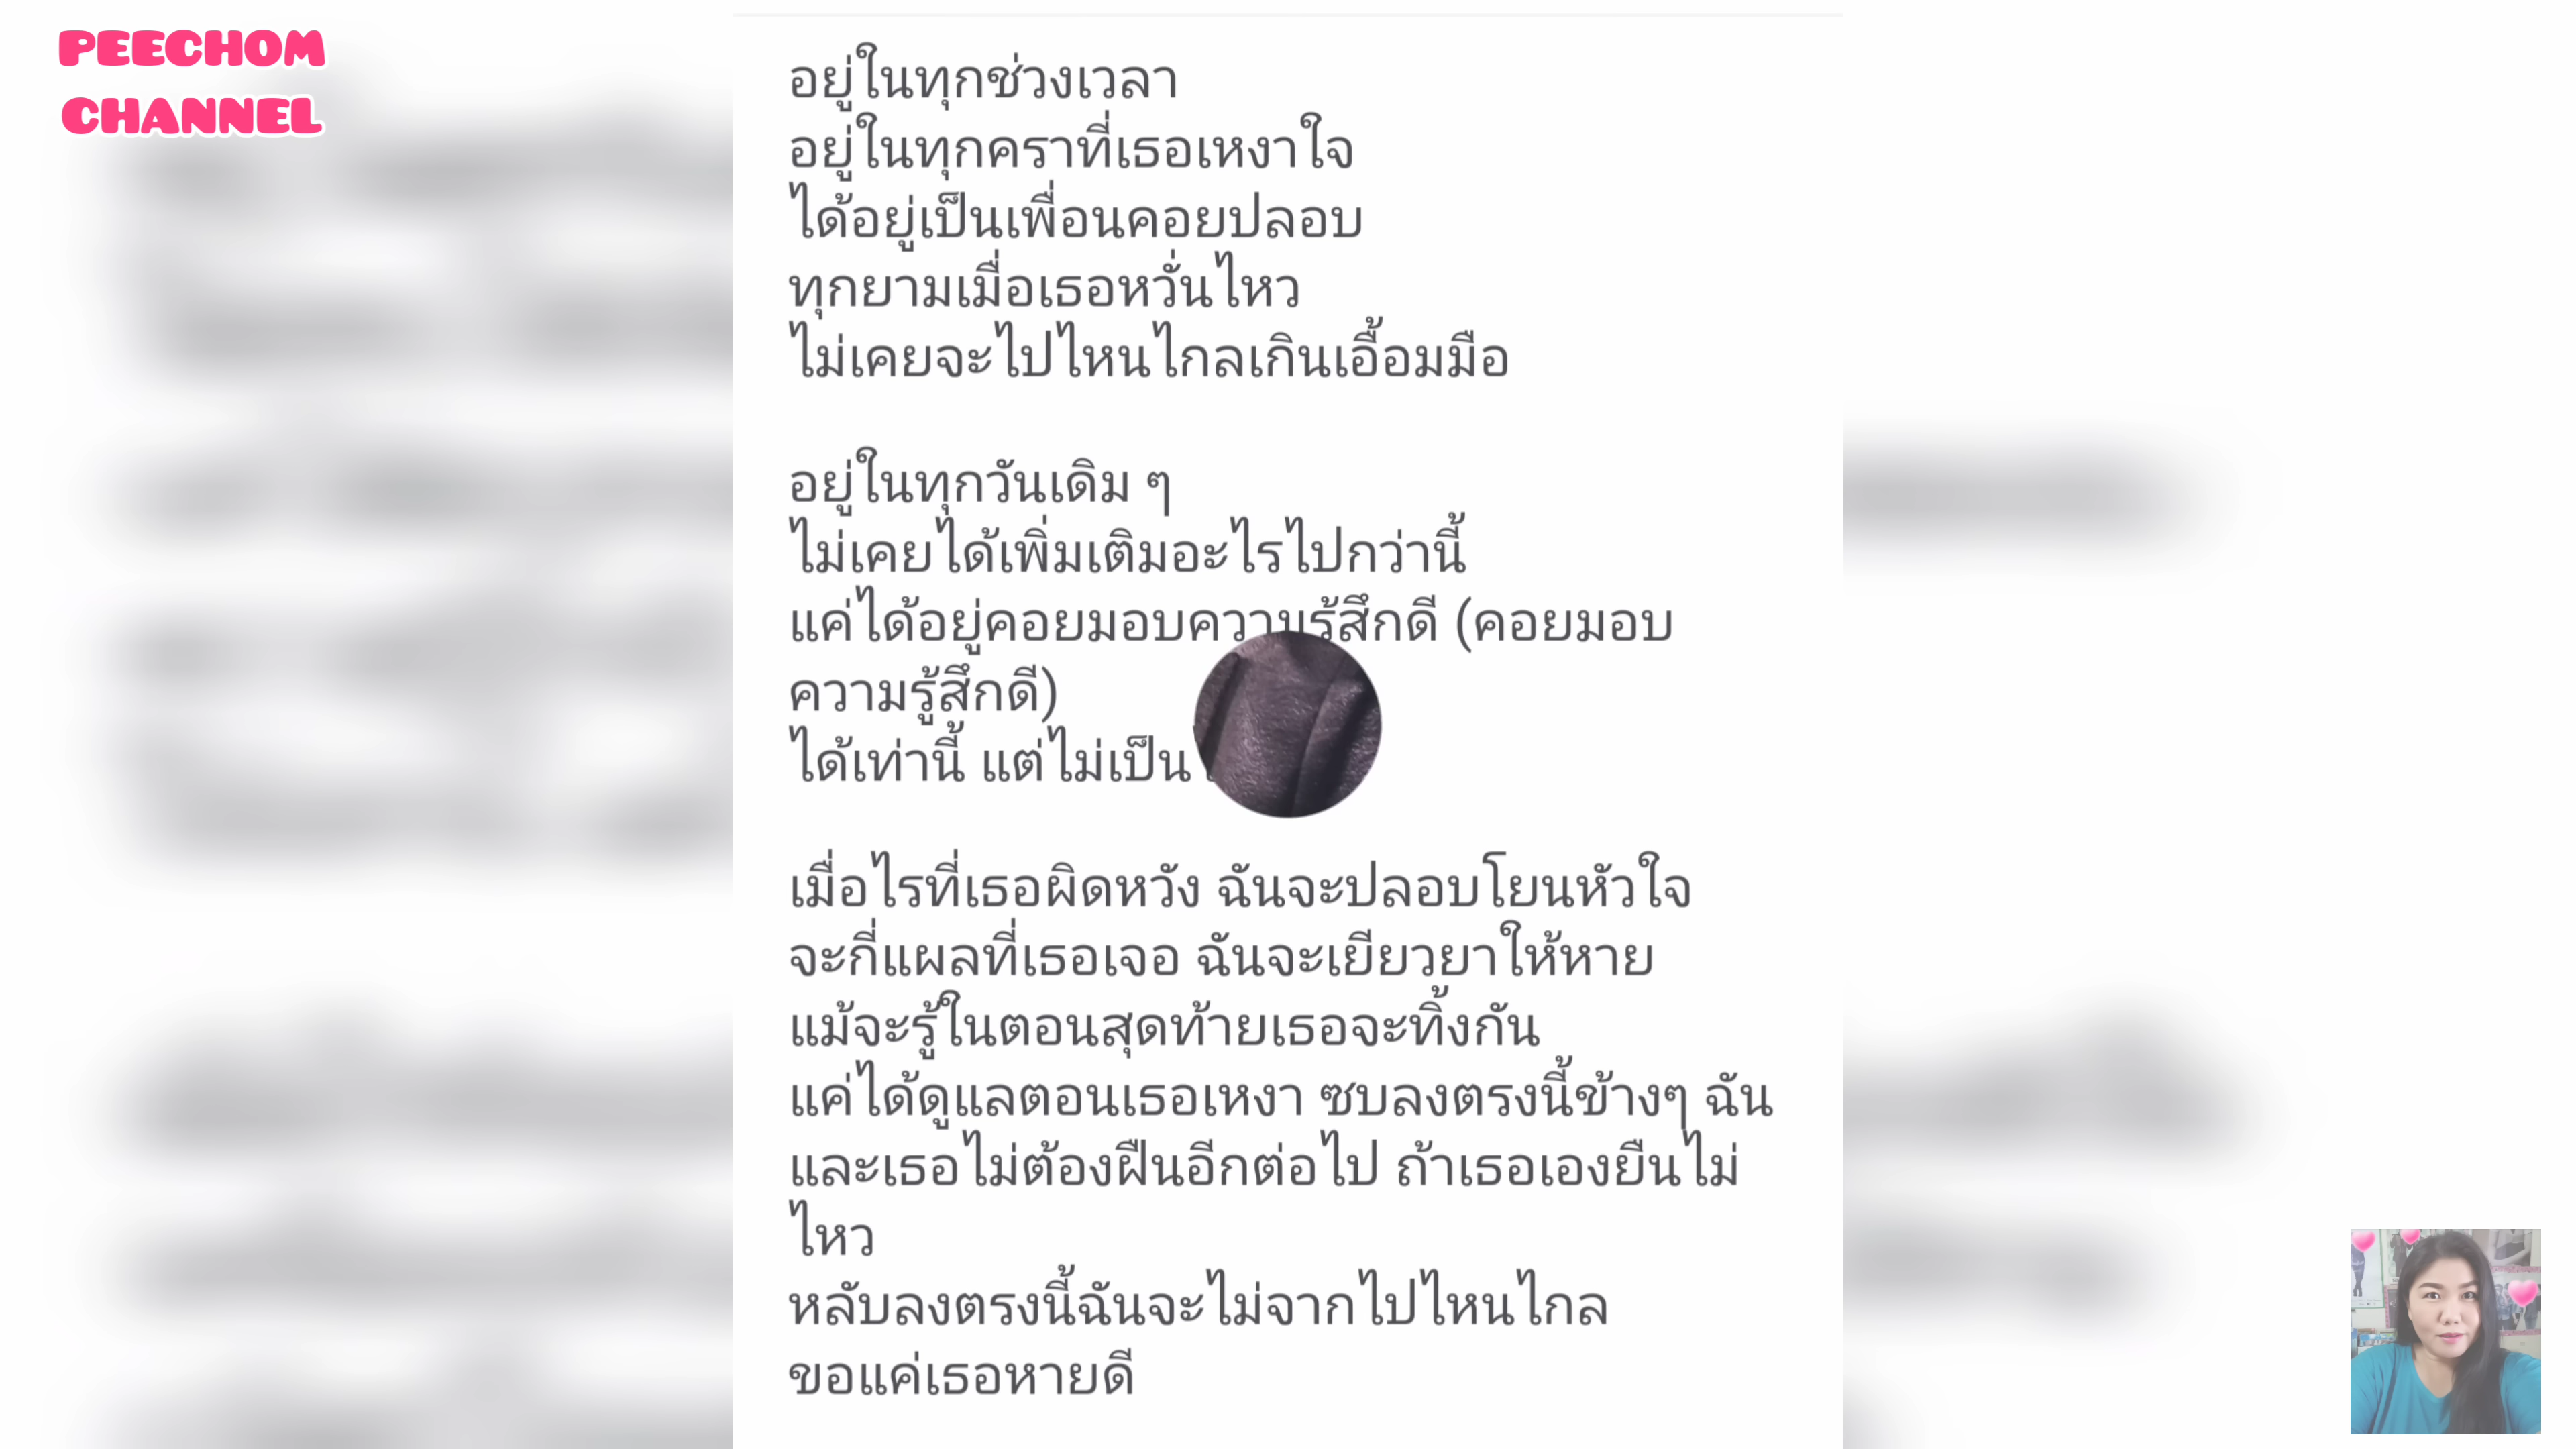 PEECHOM
CHANNEL
อยู่ในทุกช่วงเวลา
อยู่ในทุกคราที่เธอเหงาใจ
ได้อยู่เป็นเพื่อนคอยปลอบ
ทุกยามเมื่อเธอหวั่นไหว
ไม่เคยจะไปไหนไกลเกินเอื้อมมือ
อยู่ในทุกวันเดิม ๆ
ไม่เคยได้เพิ่มเติมอะไรไปกว่านี้
แค่ได้อยู่คอยมอบความรู้สึกดี (คอยมอบ
ความรู้สึกดี)
ได้เท่านี้ แต่ไม่เป็น
เมื่อไรที่เธอผิดหวัง ฉันจะปลอบโยนหัวใจ
จะกี่แผลที่เธอเจอ ฉันจะเยียวยาให้หาย
แม้จะรู้ในตอนสุดท้ายเธอจะทิ้งกัน
แค่ได้ดูแลตอนเธอเหงา ซบลงตรงนี้ข้างๆ ฉัน
และเธอไม่ต้องฝืนอีกต่อไป ถ้าเธอเองยืนไม่
ไหว
หลับลงตรงนี้ฉันจะไม่จากไปไหนไกล
ขอแค่เธอหายดี